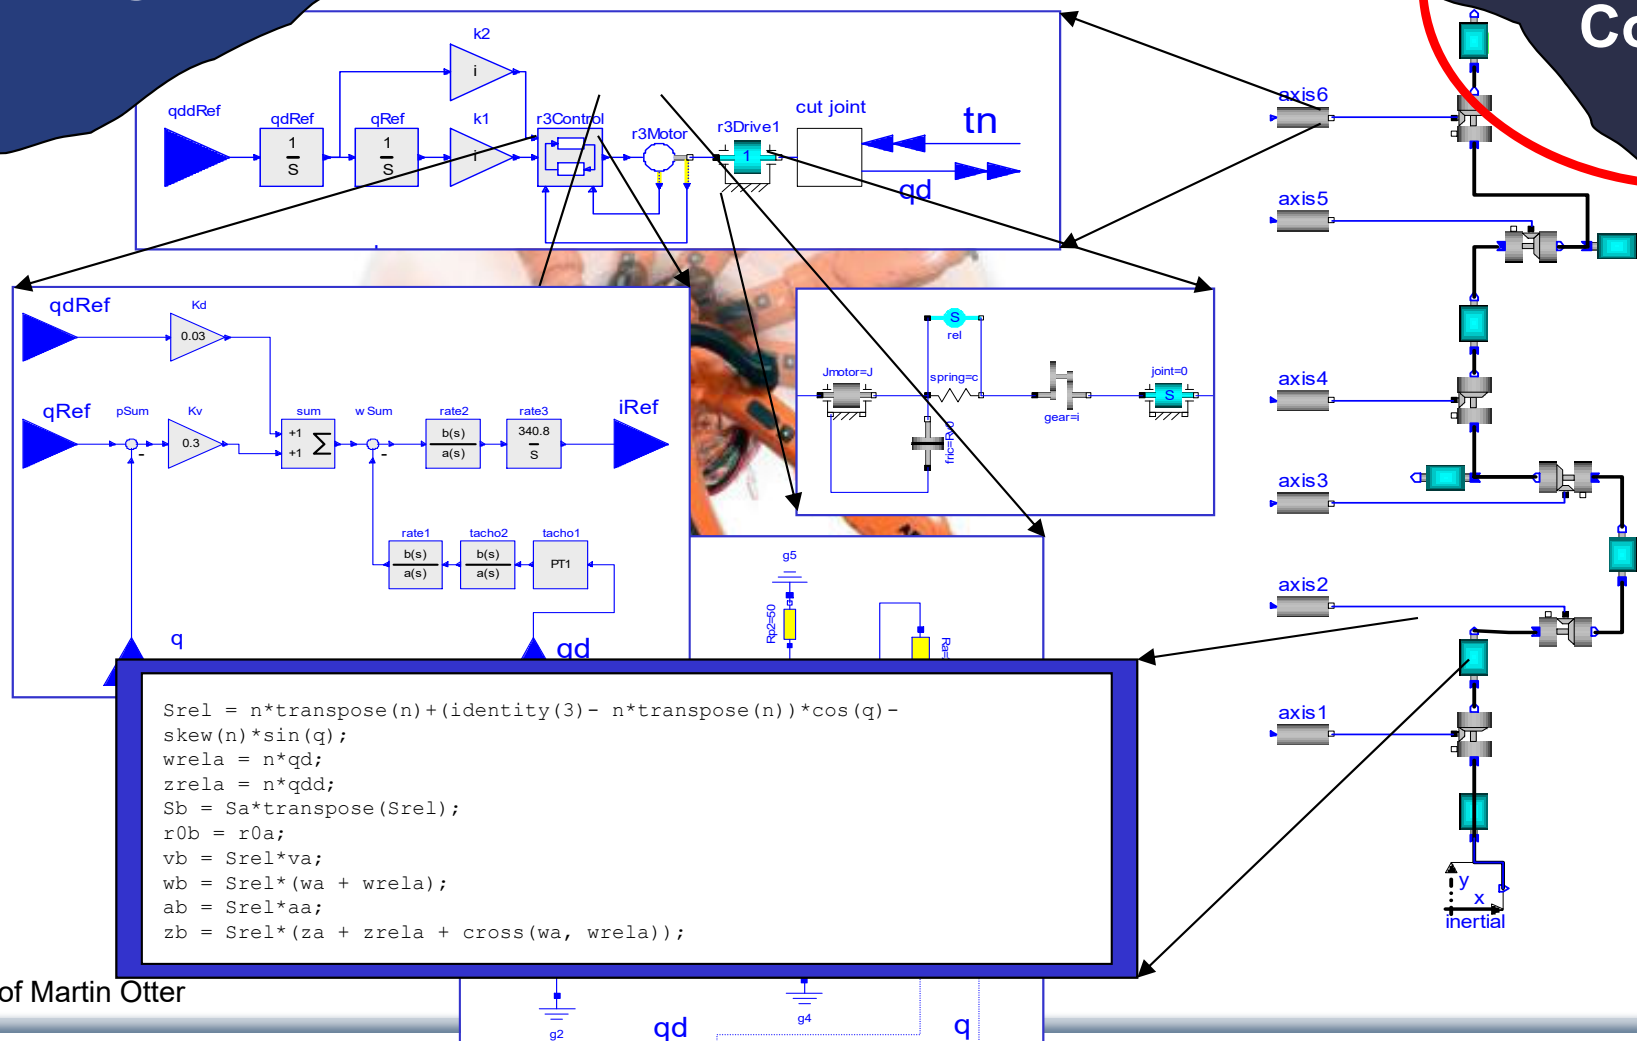 Co
k2
i
qddRef
qdRef
1
S
qRef
1
S
k1
i
r3Control
r3Motor
r3Drive1
1
cut joint
tn
qd
axis6
axis5
axis4
axis3
axis2
axis1
y
x
inertial
qdRef
Kd
0.03
qRef
pSum
-
Kv
0.3
sum
+1
+1
Σ
w Sum
-
rate2
b(s)
a(s)
rate3
340.8
S
iRef
rate1
b(s)
a(s)
tacho2
b(s)
a(s)
tacho1
PT1
q
qd
S
rel
Jmotor=J
spring=c
gear=i
joint=0
S
g5
Rp2=50
Srel = n*transpose(n)+(identity(3)- n*transpose(n))*cos(q)-
skew(n)*sin(q);
wrela = n*qd;
zrela = n*qdd;
Sb = Sa*transpose(Srel);
r0b = r0a;
vb = Srel*va;
wb = Srel*(wa + wrela);
ab = Srel*aa;
zb = Srel*(za + zrela + cross(wa, wrela));
of Martin Otter
g2
qd
g4
q